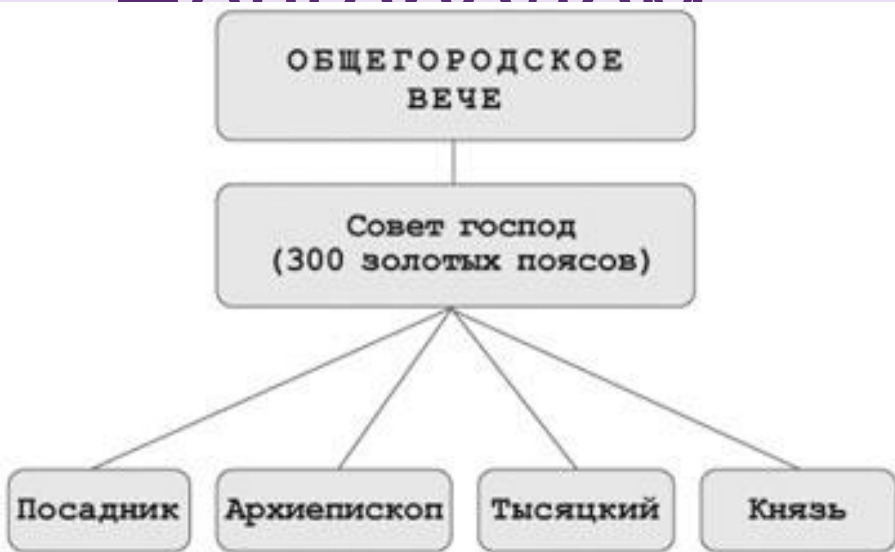 ОБЩЕГОРОДСКОЕ
ВЕЧЕ
Совет господ
(300 золотых поясов)
Посадник
Архиепископ
Тысяцкий
Князь